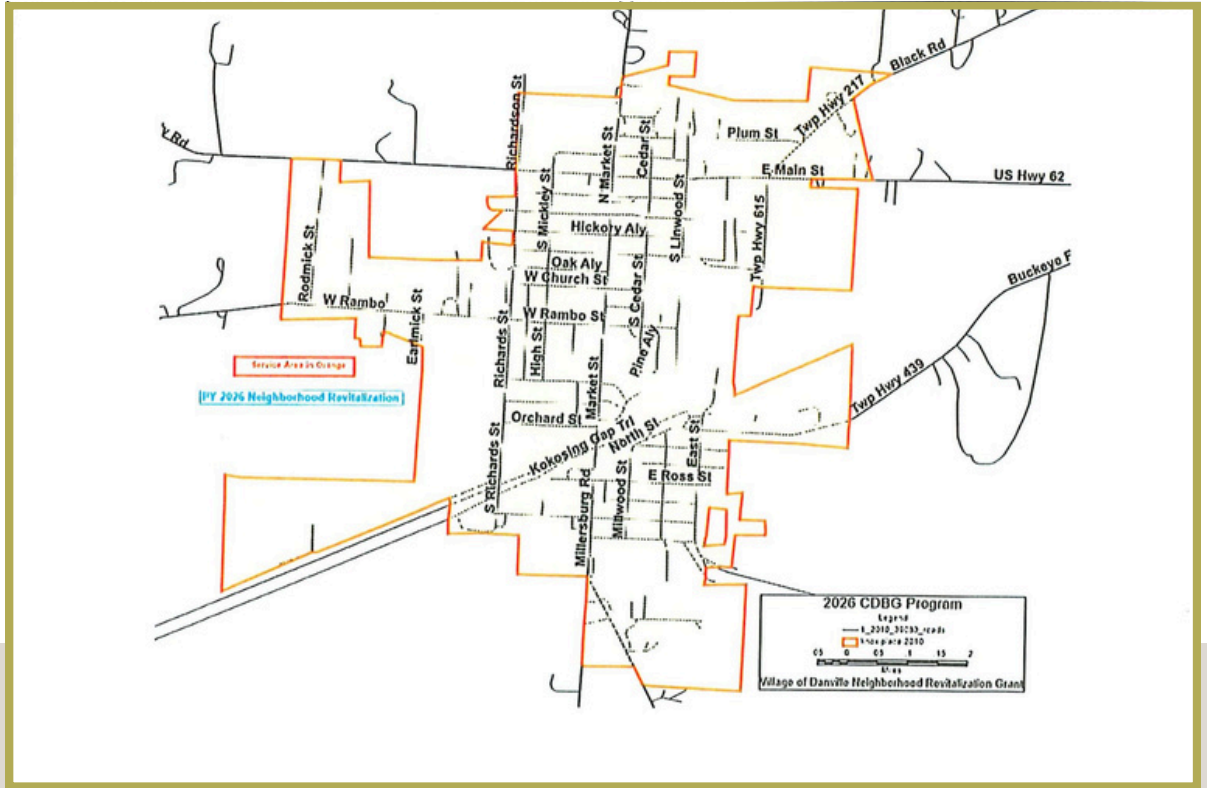 Black Rd
Richardson St
Twp Hwy 217
Plum St
Cedar St
N Market St
E Main St
US Hwy 62
S Mickley St
S Linwood St
Twp Hwy 615
Hickory Aly
Rodmick St
Oak Aly
W Church St
S Cedar St
Buckeye
W Rambo
W Rambo St
Earlmick St
Richards St
High St
Pine Aly
Market St
Twp Hwy 439
Service Area in Orange
PY 2026 Neighborhood Revitalization
Orchard St
Kokosing Gap Trl
North St
East St
S Richards St
E Ross St
Millersburg Rd
Millwood St
2026 CDBG Program
Legend
Miles
Village of Danville Neighborhood Revitalization Grant